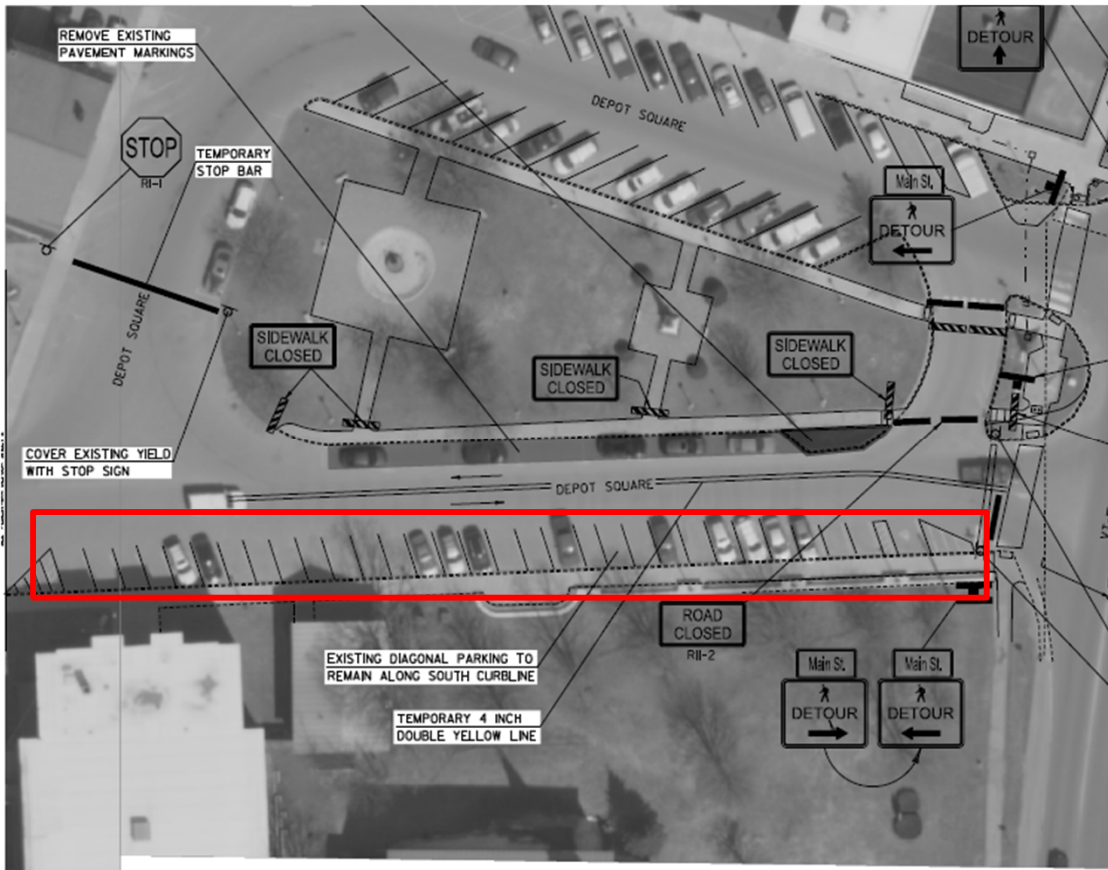 REMOVE EXISTING
PAVEMENT MARKINGS
DETOUR
DEPOT SQUARE
STOP
R1-1
TEMPORARY
STOP BAR
Main St.
DETOUR
DEPOT SQUARE
SIDEWALK
CLOSED
SIDEWALK
CLOSED
SIDEWALK
CLOSED
COVER EXISTING YIELD
WITH STOP SIGN
DEPOT SQUARE
ROAD
CLOSED
R11-2
EXISTING DIAGONAL PARKING TO
REMAIN ALONG SOUTH CURBLINE
Main St.
DETOUR
Main St.
DETOUR
TEMPORARY 4 INCH
DOUBLE YELLOW LINE